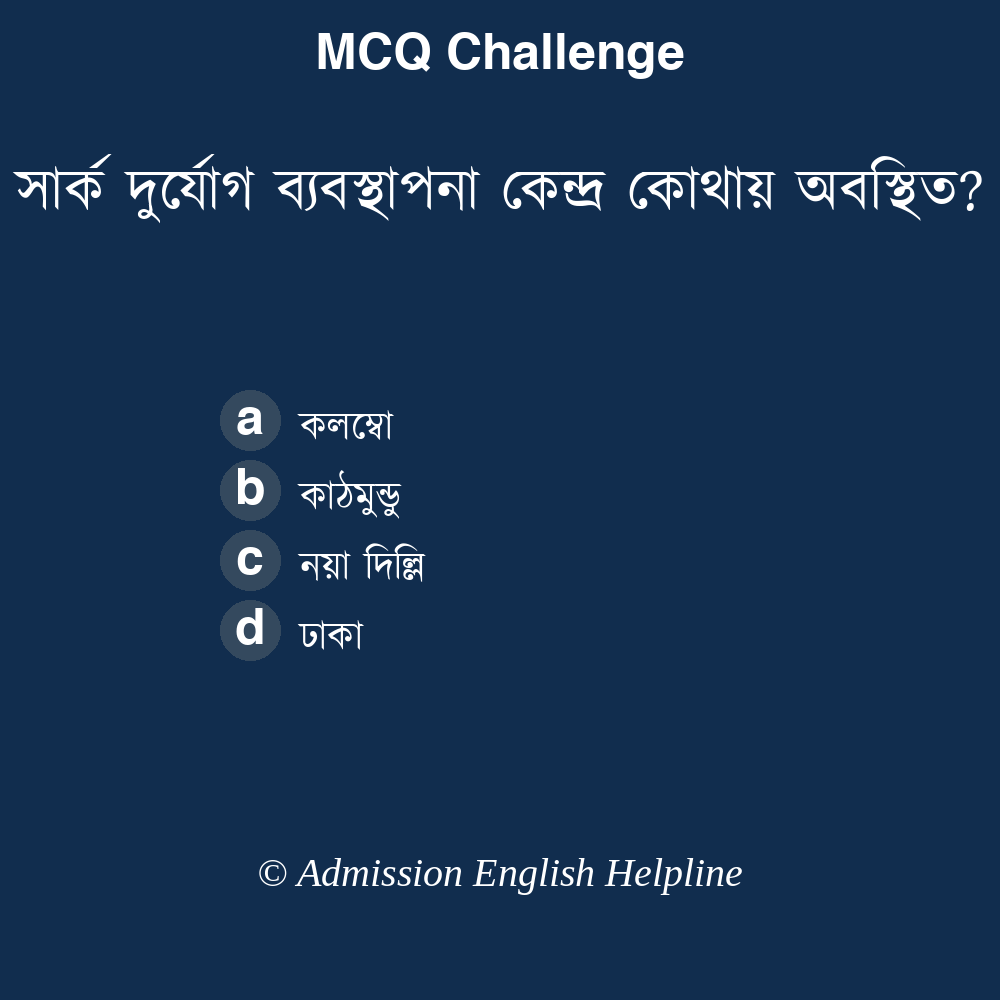 MCQ Challenge
সার্ক দুর্যোগ ব্যবস্থাপনা কেন্দ্র কোথায় অবস্থিত?
a কলম্বো
b কাঠমুন্ডু
c নয়া দিল্লি
d ঢাকা
© Admission English Helpline